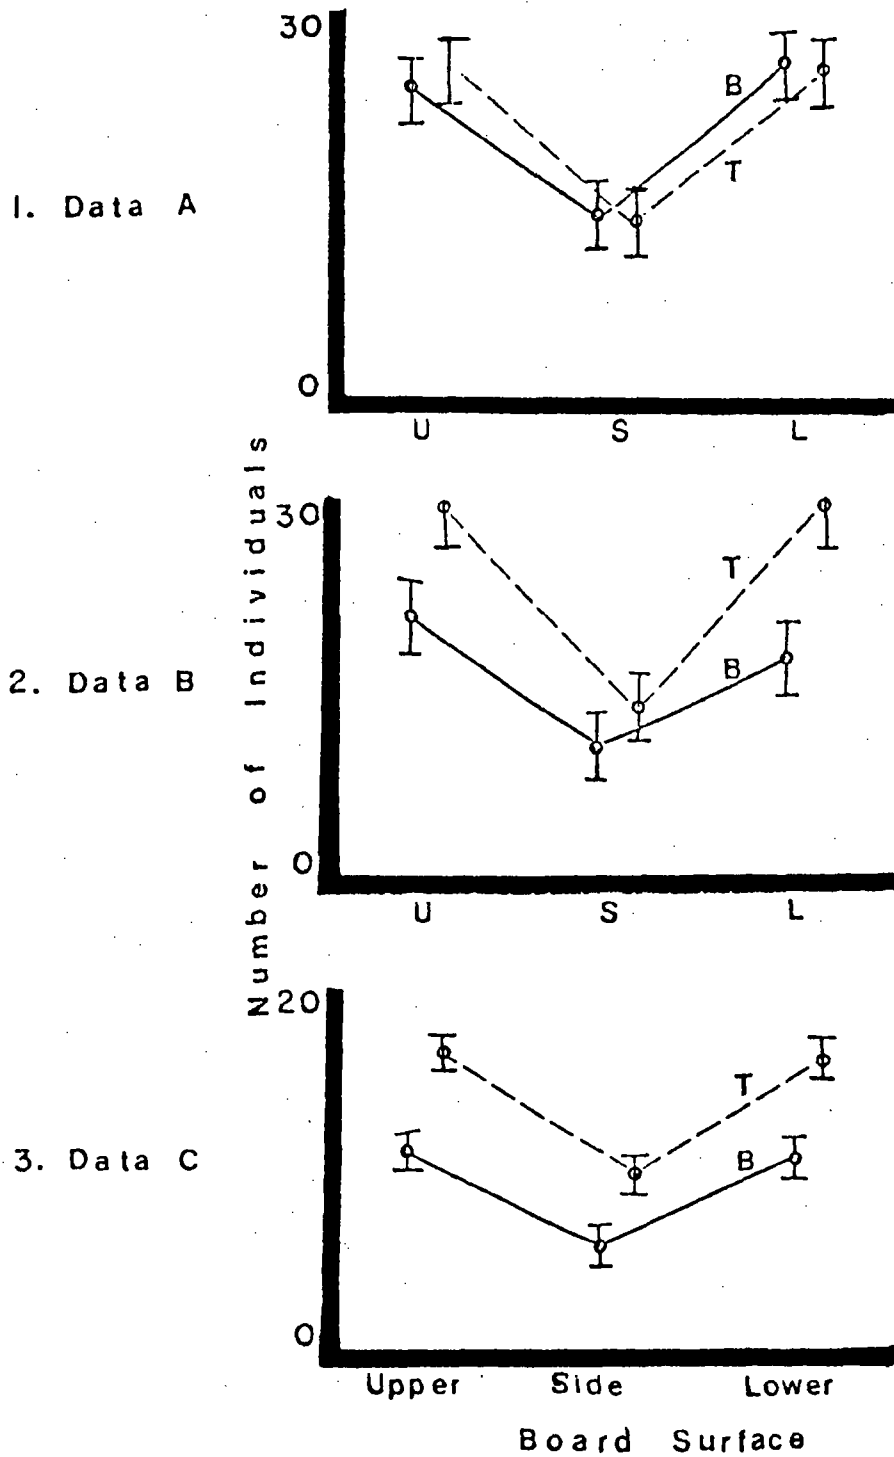 30
B
T
1. Data A
0
U S L
Number of Individuals
30
T
B
2. Data B
0
U S L
20
T
B
3. Data C
0
Upper Side Lower
Board Surface